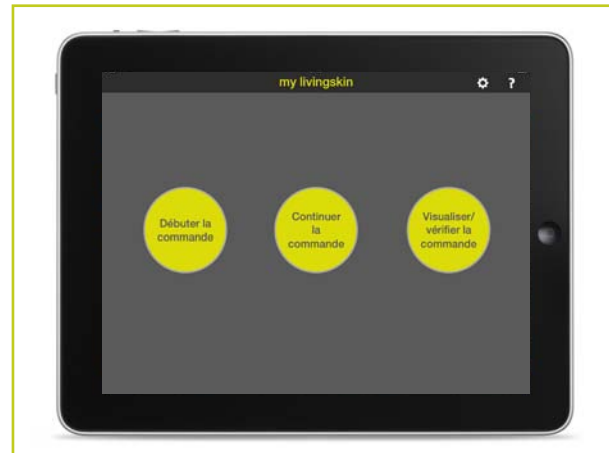 my livingskin
?
Débuter la
commande
Continuer
la
commande
Visualiser/
vérifier la
commande